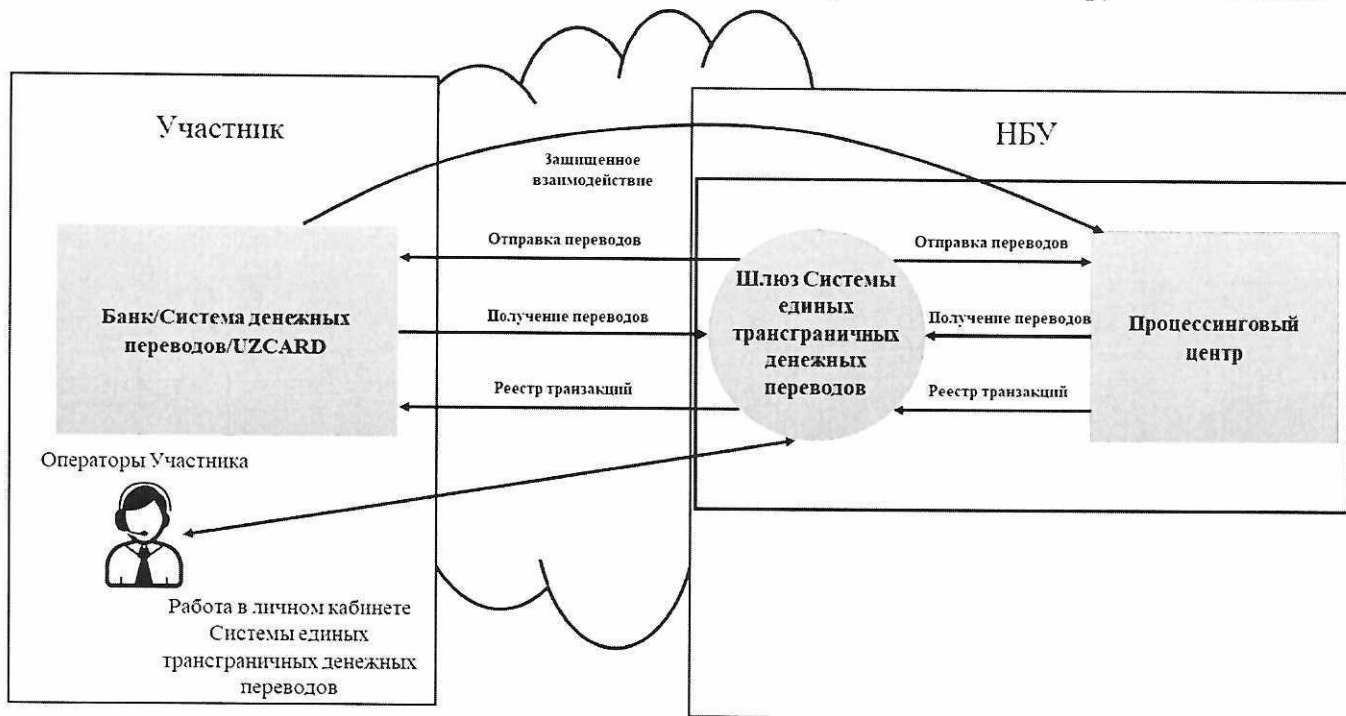 Участник
НБУ
Защищенное
взаимодействие
Отправка переводов
Отправка переводов
Банк/Система денежных
переводов/UZCARD
Получение переводов
Шлюз Системы
единых
трансграничных
денежных
переводов
Получение переводов
Процессинговый
центр
Реестр транзакций
Реестр транзакций
Операторы Участника
Работа в личном кабинете
Системы единых
трансграничных денежных
переводов